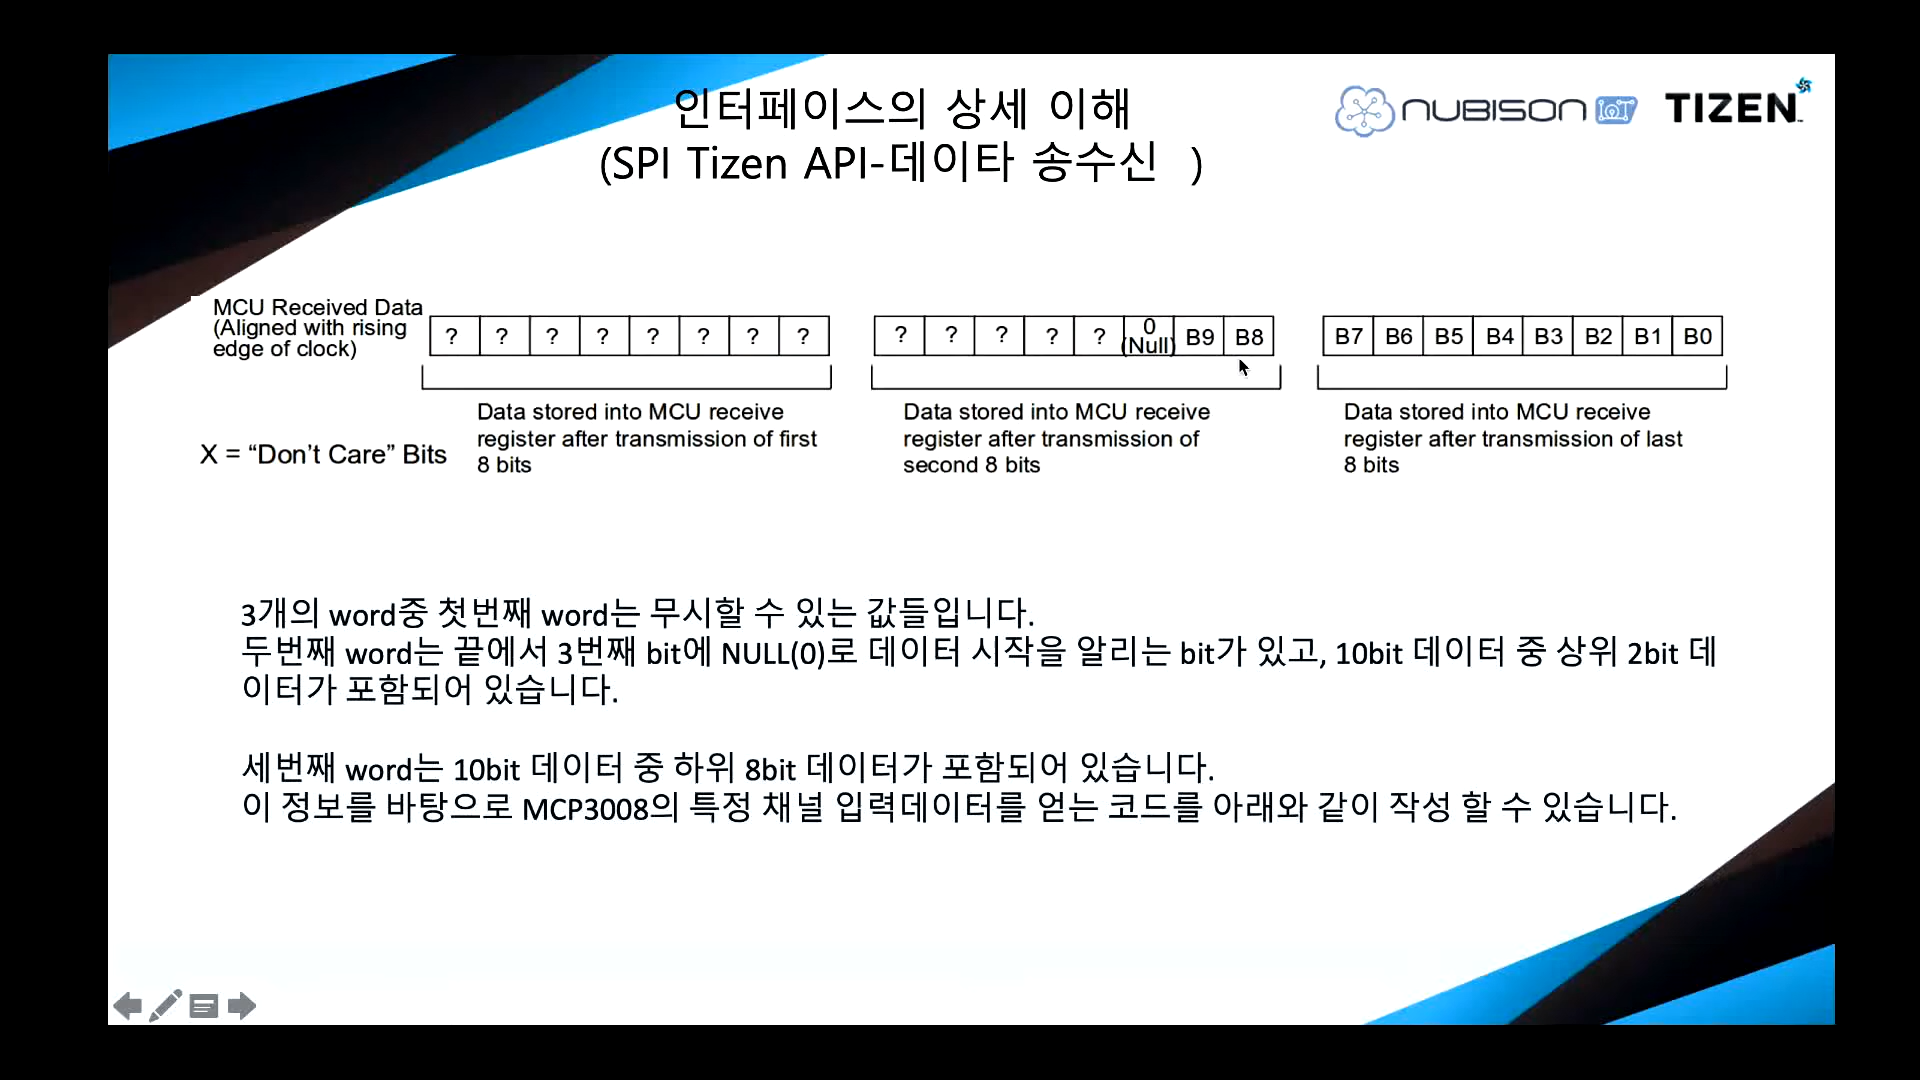 인터페이스의 상세 이해
(SPI Tizen API-데이타 송수신 )
NUBISON IoT
TIZEN
MCU Received Data
(Aligned with rising
edge of clock)
? ? ? ? ? ? ? ?
? ? ? ? ? 0 (Null) B9 B8
B7 B6 B5 B4 B3 B2 B1 B0
X = “Don’t Care” Bits
Data stored into MCU receive
register after transmission of first
8 bits
Data stored into MCU receive
register after transmission of
second 8 bits
Data stored into MCU receive
register after transmission of last
8 bits
3개의 word중 첫번째 word는 무시할 수 있는 값들입니다.
두번째 word는 끝에서 3번째 bit에 NULL(0)로 데이터 시작을 알리는 bit가 있고, 10bit 데이터 중 상위 2bit 데
이터가 포함되어 있습니다.
세번째 word는 10bit 데이터 중 하위 8bit 데이터가 포함되어 있습니다.
이 정보를 바탕으로 MCP3008의 특정 채널 입력데이터를 얻는 코드를 아래와 같이 작성 할 수 있습니다.